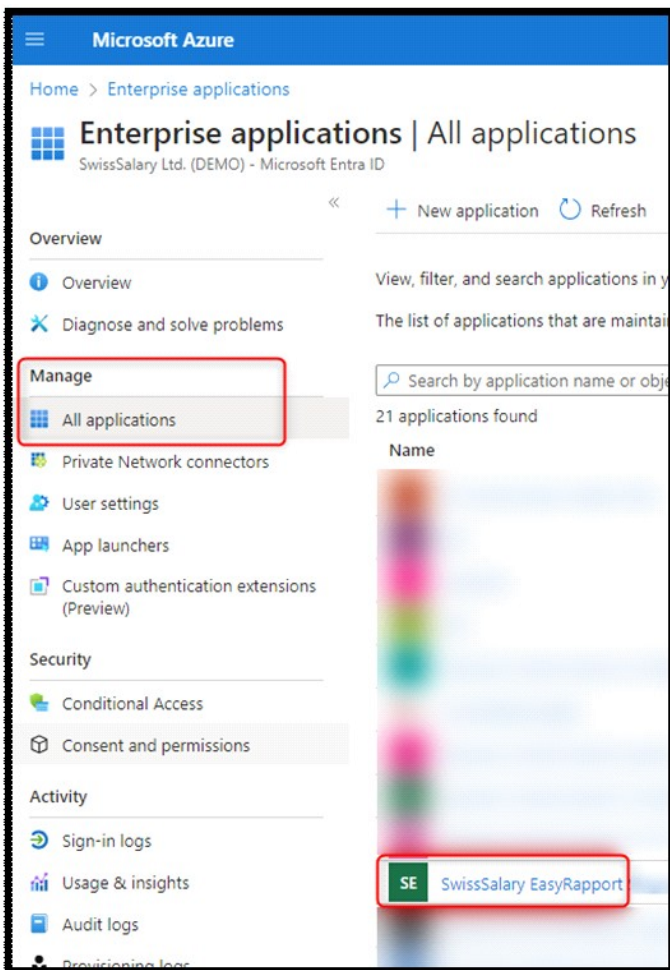 Microsoft Azure
Home > Enterprise applications
Enterprise applications | All applications
SwissSalary Ltd. (DEMO) - Microsoft Entra ID
«
+ New application Refresh
Overview
Overview
Diagnose and solve problems
Manage
All applications
Private Network connectors
User settings
App launchers
Custom authentication extensions
(Preview)
Security
Conditional Access
Consent and permissions
Activity
Sign-in logs
Usage & insights
Audit logs
Provisioning logs
View, filter, and search applications in y
The list of applications that are maintai
Search by application name or obje
21 applications found
Name
SE SwissSalary EasyRapport